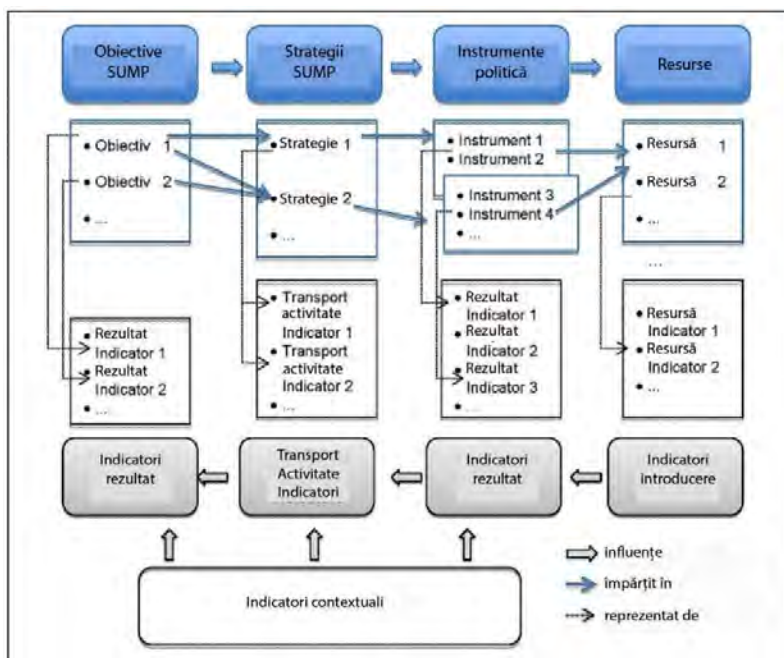 Obiective
SUMP
Strategii
SUMP
Instrumente
politică
Resurse
• Obiectiv 1
• Obiectiv 2
• ...
• Strategie 1
• Strategie 2
• ...
• Instrument 1
• Instrument 2
• Instrument 3
• Instrument 4
• ...
• Resursă 1
• Resursă 2
• ...
...
• Rezultat
Indicator 1
• Rezultat
Indicator 2
• ...
• Transport
activitate
Indicator 1
• Transport
activitate
Indicator 2
• ...
• Rezultat
Indicator 1
• Rezultat
Indicator 2
• Rezultat
Indicator 3
• ...
• Resursă
Indicator 1
• Resursă
Indicator 2
• ...
Indicatori
rezultat
Transport
Activitate
Indicatori
Indicatori
rezultat
Indicatori
introducere
Indicatori contextuali
influențe
împărțit în
reprezentat de